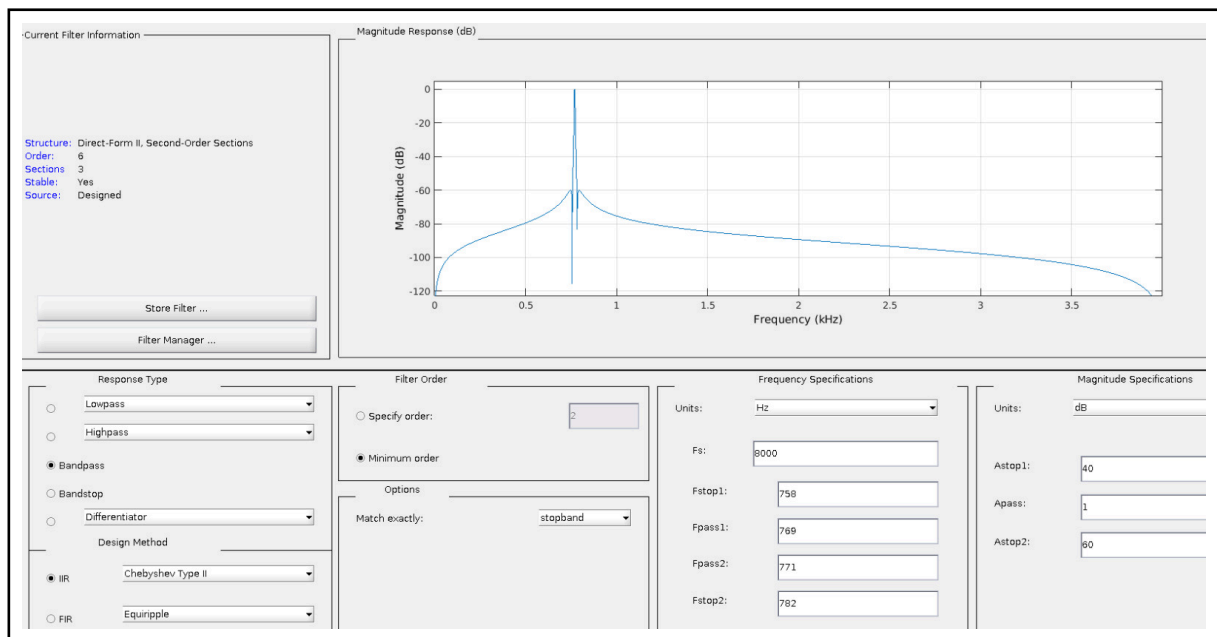 Current Filter Information
Structure: Direct-Form II, Second-Order Sections
Order: 6
Sections 3
Stable: Yes
Source: Designed
Store Filter ...
Filter Manager ...
Magnitude Response (dB)
0
-20
-40
-60
-80
-100
-120
Magnitude (dB)
0 0.5 1 1.5 2 2.5 3 3.5
Frequency (kHz)
Response Type
Lowpass
Highpass
Bandpass
Bandstop
Differentiator
Design Method
IIR Chebyshev Type II
FIR Equiripple
Filter Order
Specify order: 2
Minimum order
Options
Match exactly: stopband
Frequency Specifications
Units: Hz
Fs: 8000
Fstop1: 758
Fpass1: 769
Fpass2: 771
Fstop2: 782
Magnitude Specifications
Units: dB
Astop1: 40
Apass: 1
Astop2: 60